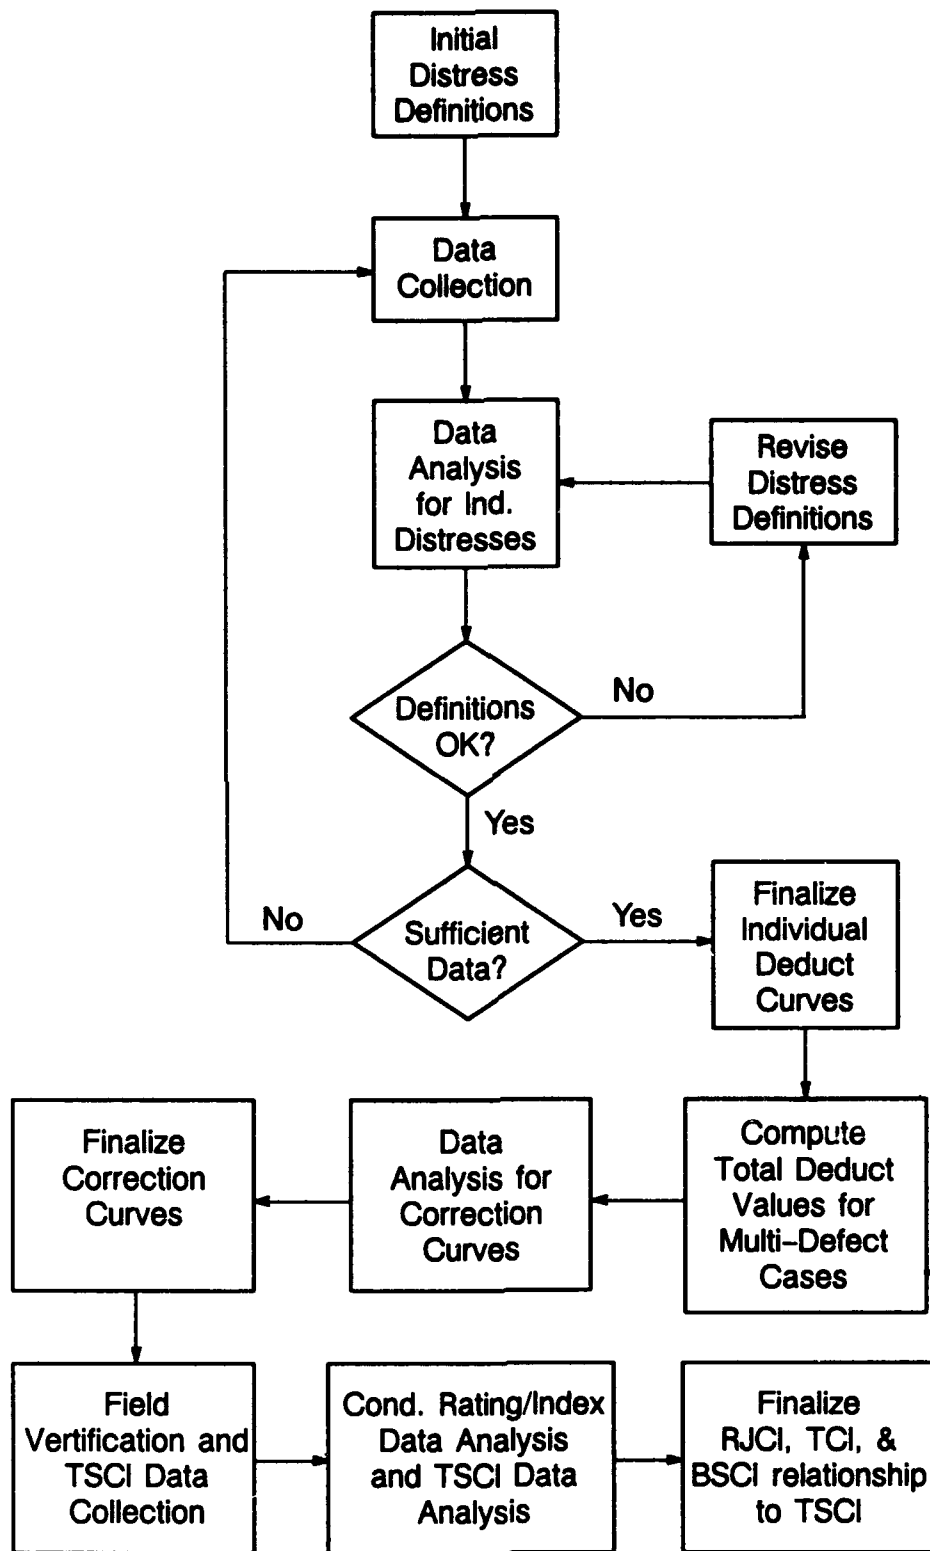 Initial
Distress
Definitions
Data
Collection
Data
Analysis
for Ind.
Distresses
Revise
Distress
Definitions
Definitions
OK?
No
Yes
Sufficient
Data?
No
Yes
Finalize
Individual
Deduct
Curves
Compute
Total Deduct
Values for
Multi-Defect
Cases
Data
Analysis for
Correction
Curves
Finalize
Correction
Curves
Field
Vertification and
TSCI Data
Collection
Cond. Rating/Index
Data Analysis
and TSCI Data
Analysis
Finalize
RJCI, TCI, &
BSCI relationship
to TSCI